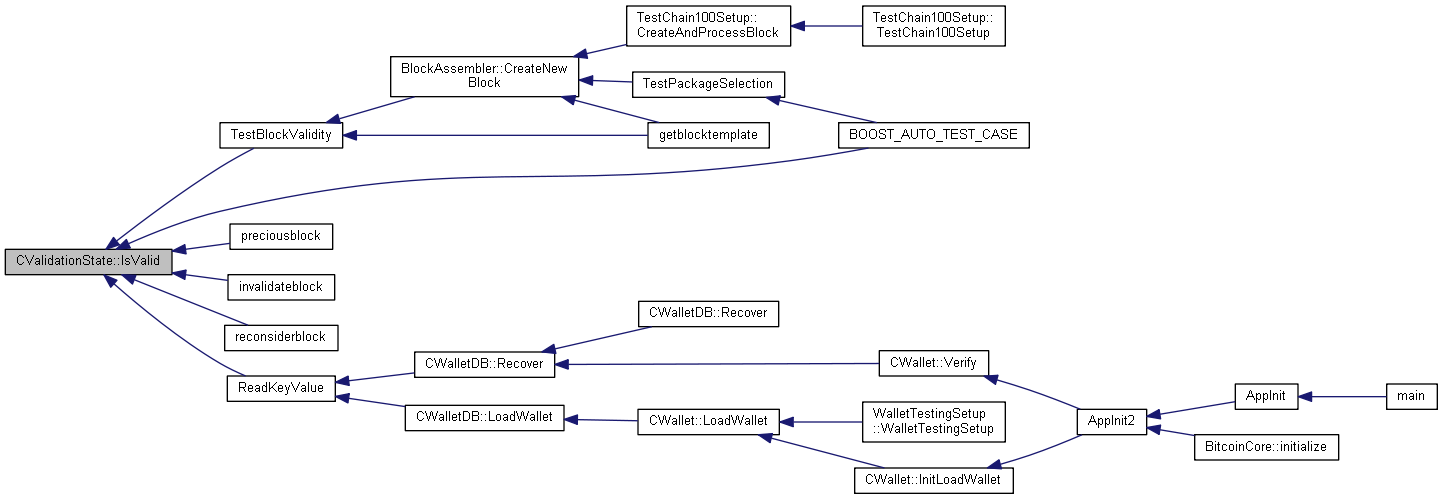 TestChain100Setup::
CreateAndProcessBlock
TestChain100Setup::
TestChain100Setup
BlockAssembler::CreateNew
Block
TestPackageSelection
TestBlockValidity
getblocktemplate
BOOST_AUTO_TEST_CASE
preciousblock
CValidationState::IsValid
invalidateblock
reconsiderblock
CWalletDB::Recover
CWalletDB::Recover
CWallet::Verify
ReadKeyValue
AppInit
main
CWalletDB::LoadWallet
CWallet::LoadWallet
WalletTestingSetup
::WalletTestingSetup
AppInit2
BitcoinCore::initialize
CWallet::InitLoadWallet